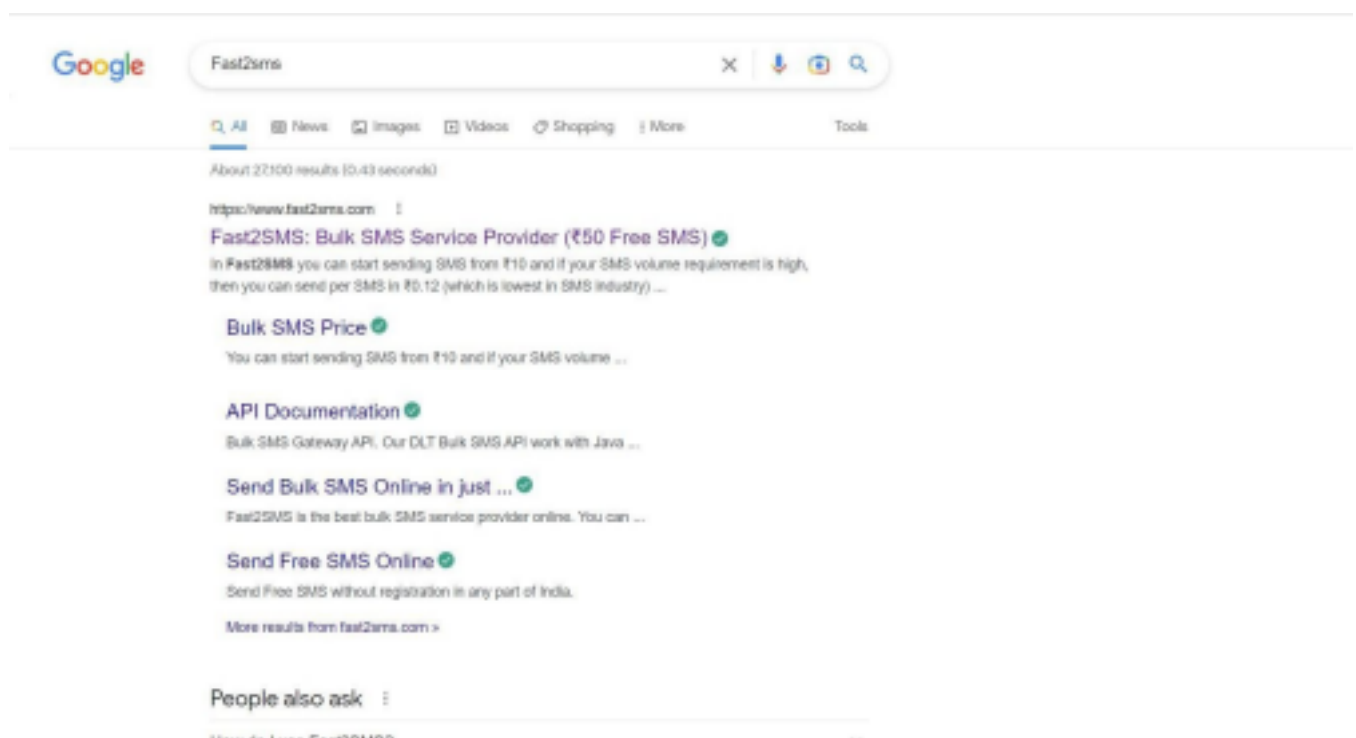 Google
Fast2sms
All News Images Videos Shopping More Tools
About 27,100 results (0.43 seconds)
https://www.fast2sms.com
Fast2SMS: Bulk SMS Service Provider (₹50 Free SMS)
In Fast2SMS you can start sending SMS from ₹10 and if your SMS volume requirement is high,
then you can send per SMS in ₹0.12 (which is lowest in SMS industry) ...
Bulk SMS Price
You can start sending SMS from ₹10 and if your SMS volume ...
API Documentation
Bulk SMS Gateway API. Our DLT Bulk SMS API work with Java ...
Send Bulk SMS Online in just ...
Fast2SMS is the best bulk SMS service provider online. You can ...
Send Free SMS Online
Send Free SMS without registration in any part of India.
More results from fast2sms.com »
People also ask